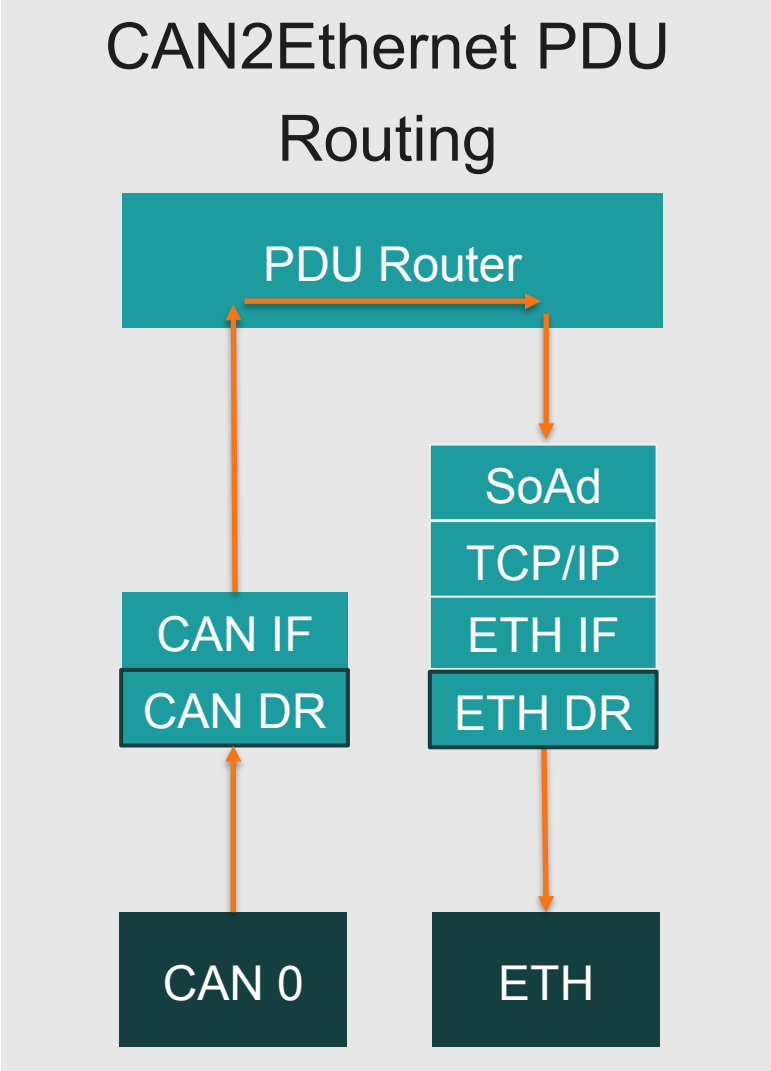 CAN2Ethernet PDU
Routing
PDU Router
SoAd
TCP/IP
CAN IF
ETH IF
CAN DR
ETH DR
CAN 0
ETH